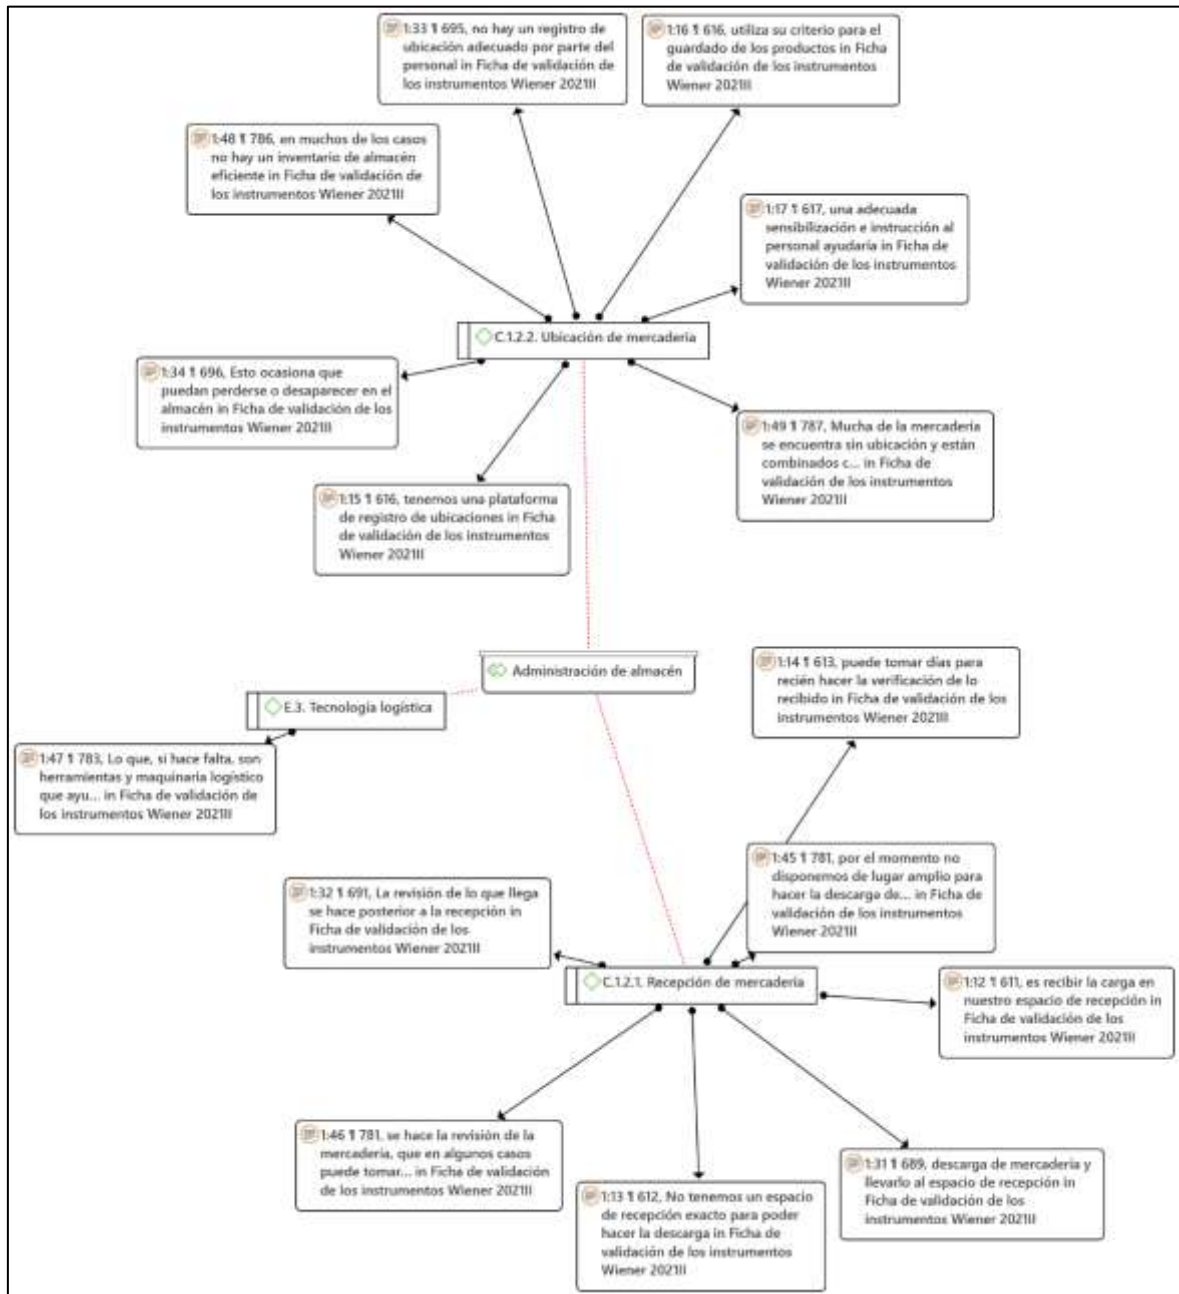 1:33 ¶ 695, no hay un registro de
ubicación adecuado por parte del
personal in Ficha de validación de
los instrumentos Wiener 2021II
1:16 ¶ 616, utiliza su criterio para el
guardado de los productos in Ficha
de validación de los instrumentos
Wiener 2021II
1:48 ¶ 786, en muchos de los casos
no hay un inventario de almacén
eficiente in Ficha de validación de
los instrumentos Wiener 2021II
1:17 ¶ 617, una adecuada
sensibilización e instrucción al
personal ayudaría in Ficha de
validación de los instrumentos
Wiener 2021II
C.1.2.2. Ubicación de mercadería
1:34 ¶ 696, Esto ocasiona que
puedan perderse o desaparecer en el
almacén in Ficha de validación de los
instrumentos Wiener 2021II
1:49 ¶ 787, Mucha de la mercadería
se encuentra sin ubicación y están
combinados c... in Ficha de
validación de los instrumentos
Wiener 2021II
1:15 ¶ 616, tenemos una plataforma
de registro de ubicaciones in Ficha
de validación de los instrumentos
Wiener 2021II
Administración de almacén
1:14 ¶ 613, puede tomar días para
recién hacer la verificación de lo
recibido in Ficha de validación de los
instrumentos Wiener 2021II
E.3. Tecnología logística
1:47 ¶ 783, Lo que, si hace falta, son
herramientas y maquinaria logístico
que ayu... in Ficha de validación de
los instrumentos Wiener 2021II
1:45 ¶ 781, por el momento no
disponemos de lugar amplio para
hacer la descarga de... in Ficha de
validación de los instrumentos
Wiener 2021II
1:32 ¶ 691, La revisión de lo que llega
se hace posterior a la recepción in
Ficha de validación de los
instrumentos Wiener 2021II
C.1.2.1. Recepción de mercadería
1:12 ¶ 611, es recibir la carga en
nuestro espacio de recepción in
Ficha de validación de los
instrumentos Wiener 2021II
1:46 ¶ 781, se hace la revisión de la
mercadería, que en algunos casos
puede tomar... in Ficha de validación
de los instrumentos Wiener 2021II
1:13 ¶ 612, No tenemos un espacio
de recepción exacto para poder
hacer la descarga in Ficha de
validación de los instrumentos
Wiener 2021II
1:31 ¶ 689, descarga de mercadería y
llevarlo al espacio de recepción in
Ficha de validación de los
instrumentos Wiener 2021II